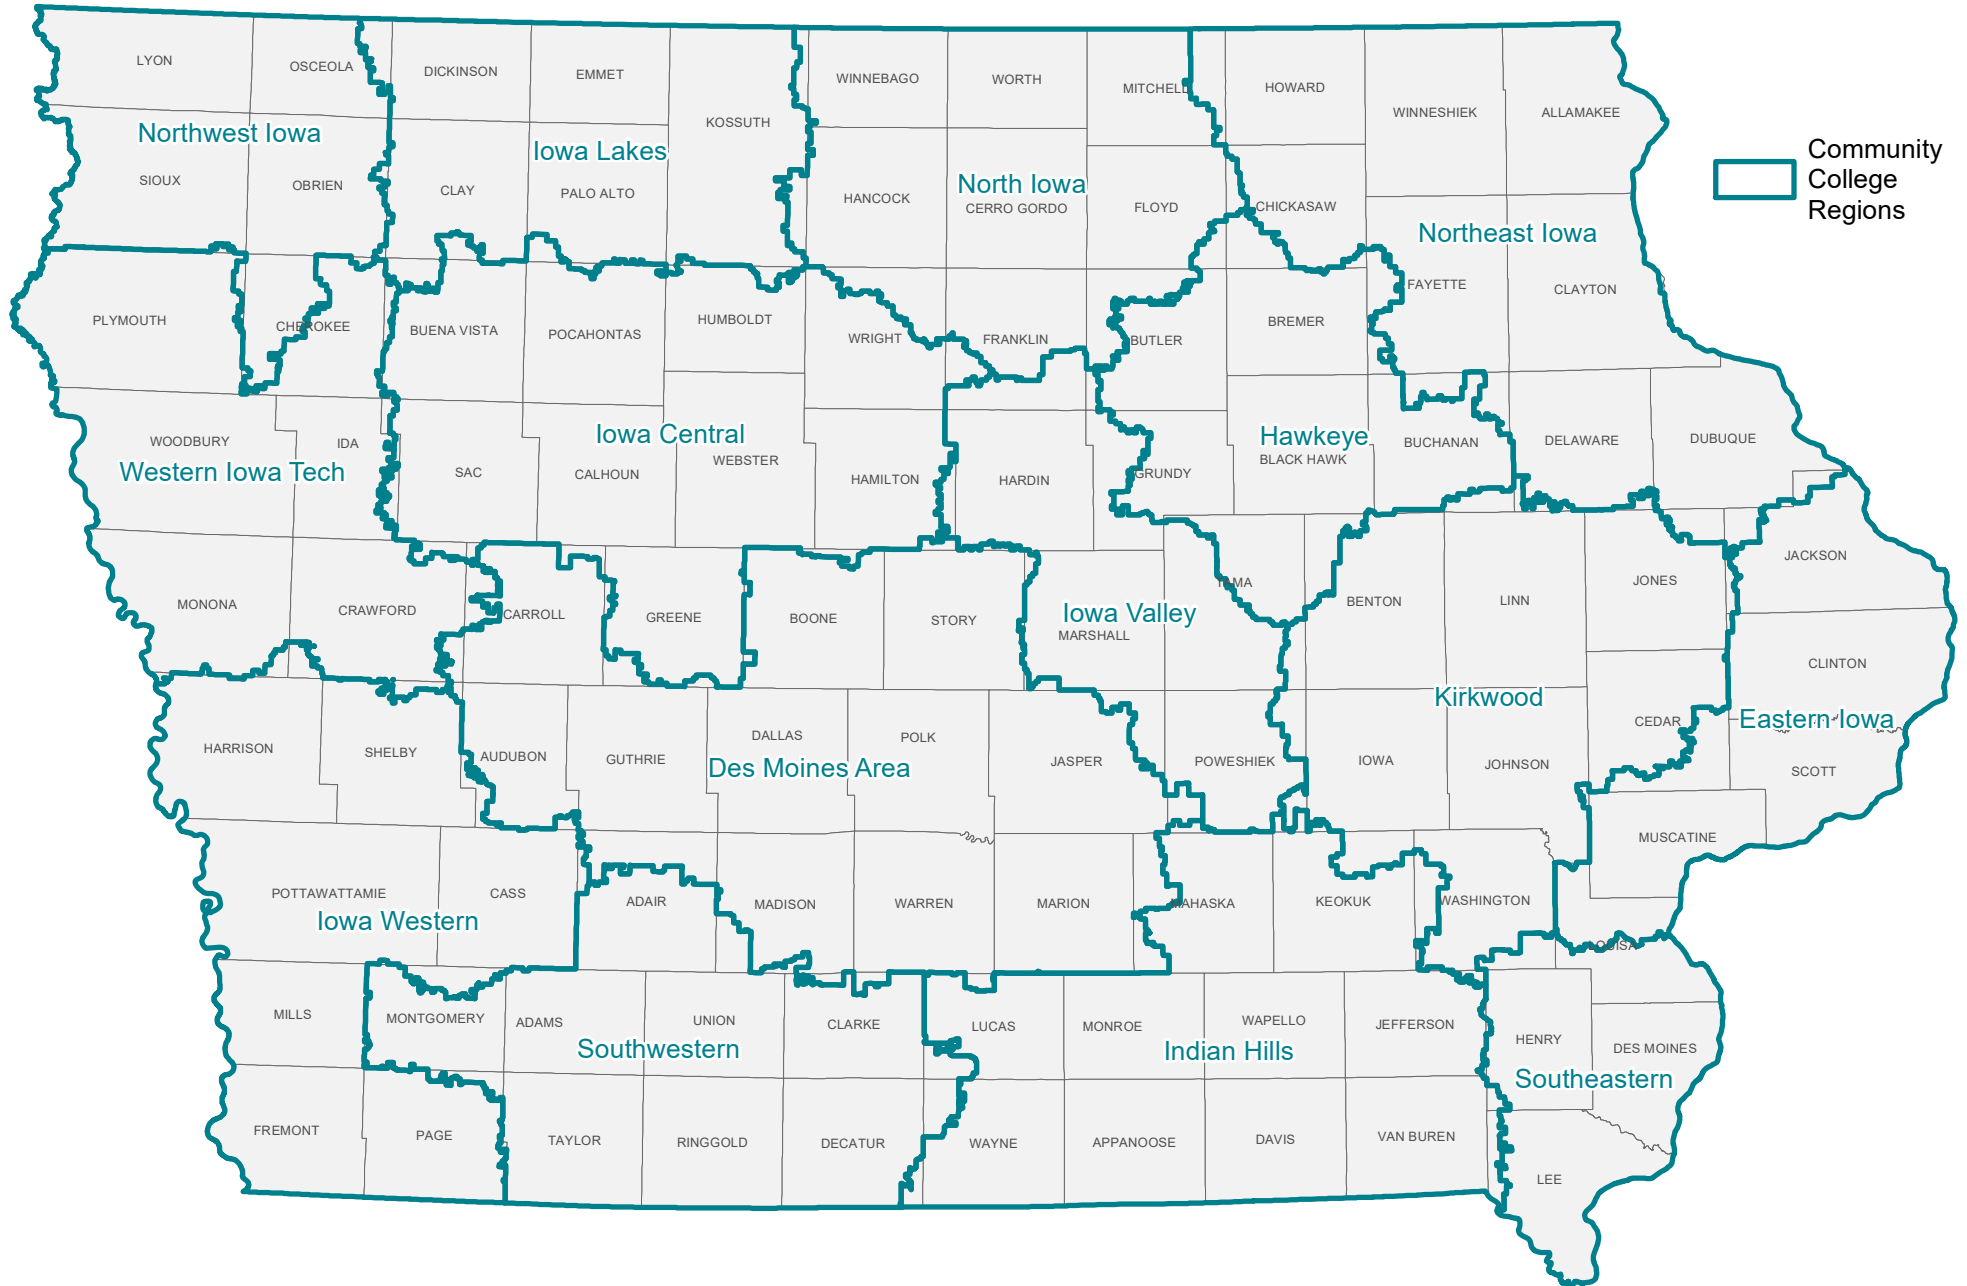 LYON
OSCEOLA
DICKINSON
EMMET
KOSSUTH
WINNEBAGO
WORTH
MITCHELL
HOWARD
WINNESHIEK
ALLAMAKEE
Community
College
Regions
Northwest Iowa
Iowa Lakes
North Iowa
Northeast Iowa
SIOUX
OBRIEN
CLAY
PALO ALTO
HANCOCK
CERRO GORDO
FLOYD
CHICKASAW
FAYETTE
CLAYTON
PLYMOUTH
CHEROKEE
BUENA VISTA
POCAHONTAS
HUMBOLDT
WRIGHT
FRANKLIN
BUTLER
BREMER
WOODBURY
IDA
Western Iowa Tech
SAC
CALHOUN
Iowa Central
WEBSTER
HAMILTON
HARDIN
GRUNDY
Hawkeye
BLACK HAWK
BUCHANAN
DELAWARE
DUBUQUE
MONONA
CRAWFORD
CARROLL
GREENE
BOONE
STORY
Iowa Valley
MARSHALL
TAMA
BENTON
LINN
JONES
JACKSON
CLINTON
Kirkwood
CEDAR
Eastern Iowa
HARRISON
SHELBY
AUDUBON
GUTHRIE
DALLAS
POLK
Des Moines Area
JASPER
POWESHIEK
IOWA
JOHNSON
SCOTT
MUSCATINE
POTTAWATTAMIE
CASS
Iowa Western
ADAIR
MADISON
WARREN
MARION
MAHASKA
KEOKUK
WASHINGTON
LOUISA
MILLS
MONTGOMERY
ADAMS
UNION
CLARKE
Southwestern
LUCAS
MONROE
WAPELLO
JEFFERSON
Indian Hills
HENRY
DES MOINES
Southeastern
FREMONT
PAGE
TAYLOR
RINGGOLD
DECATUR
WAYNE
APPANOOSE
DAVIS
VAN BUREN
LEE